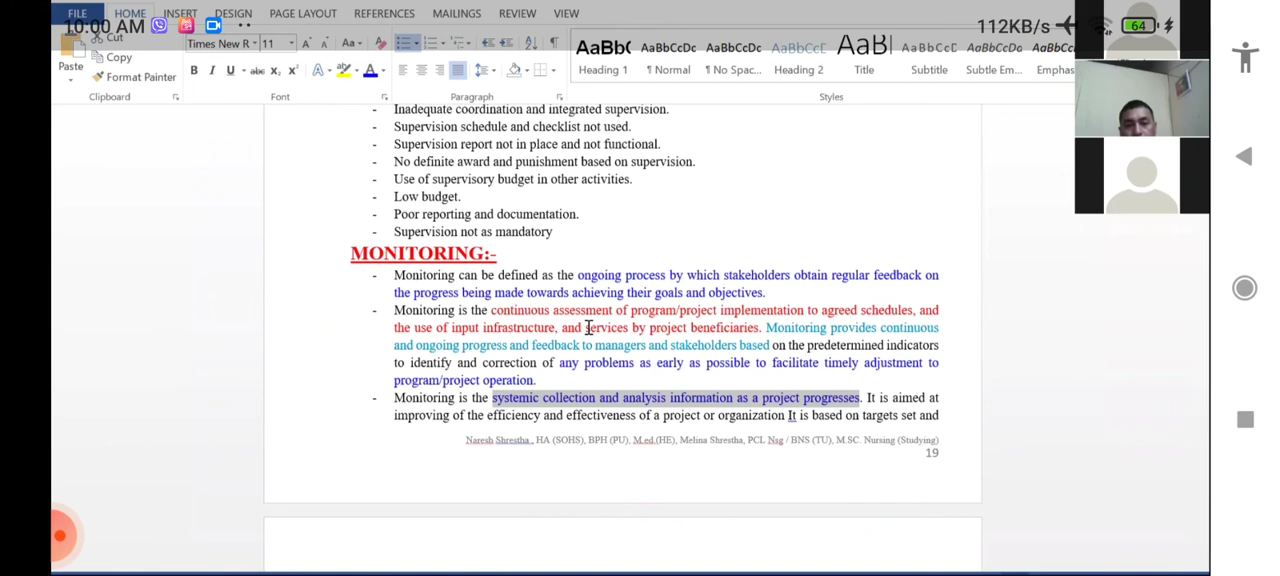 FILE HOME INSERT DESIGN PAGE LAYOUT REFERENCES MAILINGS REVIEW VIEW
10:00 AM 112KB/s 64
Cut
Copy
Format Painter
Paste
Times New R 11
Aa
B I U abc X₂ X²
AaBb( AaBbCcDc AaBbCcDc AaBbCcE AaB AaBbCcD AaBbCcDc AaBbCcDc
Heading 1 ¶ Normal ¶ No Spac... Heading 2 Title Subtitle Subtle Em... Emphas
Clipboard Font Paragraph Styles
- Inadequate coordination and integrated supervision.
- Supervision schedule and checklist not used.
- Supervision report not in place and not functional.
- No definite award and punishment based on supervision.
- Use of supervisory budget in other activities.
- Low budget.
- Poor reporting and documentation.
- Supervision not as mandatory
MONITORING:-
- Monitoring can be defined as the ongoing process by which stakeholders obtain regular feedback on
the progress being made towards achieving their goals and objectives.
- Monitoring is the continuous assessment of program/project implementation to agreed schedules, and
the use of input infrastructure, and services by project beneficiaries. Monitoring provides continuous
and ongoing progress and feedback to managers and stakeholders based on the predetermined indicators
to identify and correction of any problems as early as possible to facilitate timely adjustment to
program/project operation.
- Monitoring is the systemic collection and analysis information as a project progresses. It is aimed at
improving of the efficiency and effectiveness of a project or organization It is based on targets set and
Naresh Shrestha , HA (SOHS), BPH (PU), M.ed.(HE), Melina Shrestha, PCL Nsg / BNS (TU), M.SC. Nursing (Studying)
19